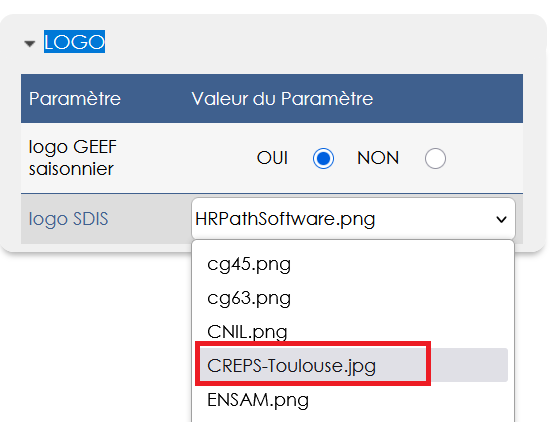 LOGO
Paramètre Valeur du Paramètre
logo GEEF
saisonnier
OUI NON
logo SDIS
HRPathSoftware.png
cg45.png
cg63.png
CNIL.png
CREPS-Toulouse.jpg
ENSAM.png